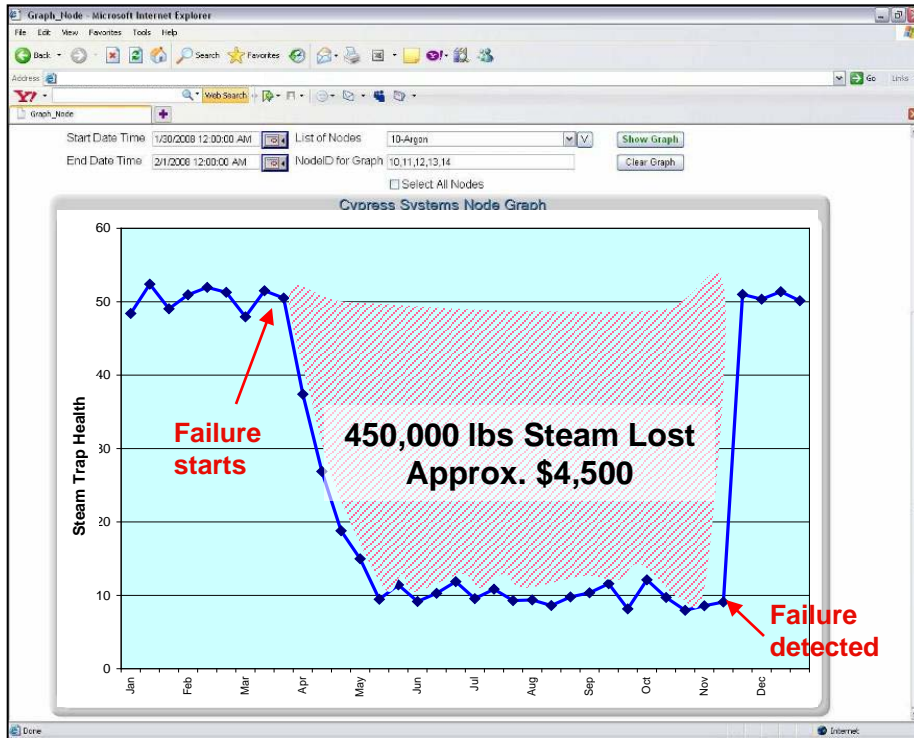 Graph_Node - Microsoft Internet Explorer
File Edit View Favorites Tools Help
Back Search Favorites
Address Go Links
Y! Web Search
Graph_Node
Start Date Time 1/30/2008 12:00:00 AM List of Nodes 10-Argon V Show Graph
End Date Time 2/1/2008 12:00:00 AM NodeID for Graph 10,11,12,13,14 Clear Graph
Select All Nodes
Cypress Systems Node Graph
60
50
40
30
20
10
0
Steam Trap Health
Failure
starts
450,000 lbs Steam Lost
Approx. $4,500
Failure
detected
Jan Feb Mar Apr May Jun Jul Aug Sep Oct Nov Dec
Done Internet